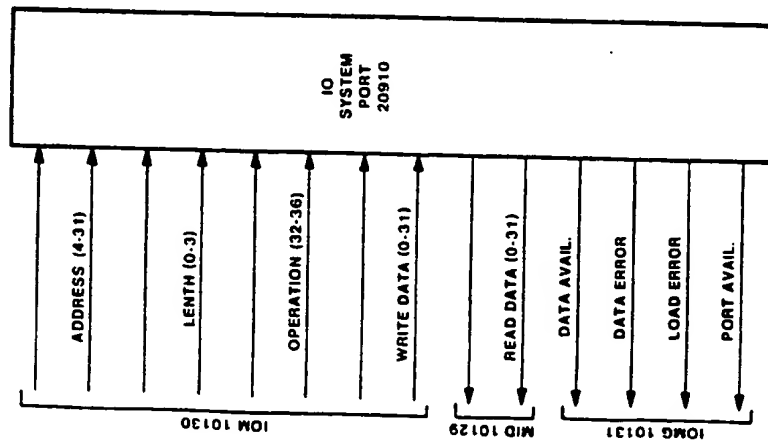 IO
SYSTEM
PORT
20910
ADDRESS (4-31)
LENTH (0-3)
OPERATION (32-36)
WRITE DATA (0-31)
READ DATA (0-31)
DATA AVAIL.
DATA ERROR
LOAD ERROR
PORT AVAIL.
IOM 10130
MID 10129
IOMG 10131